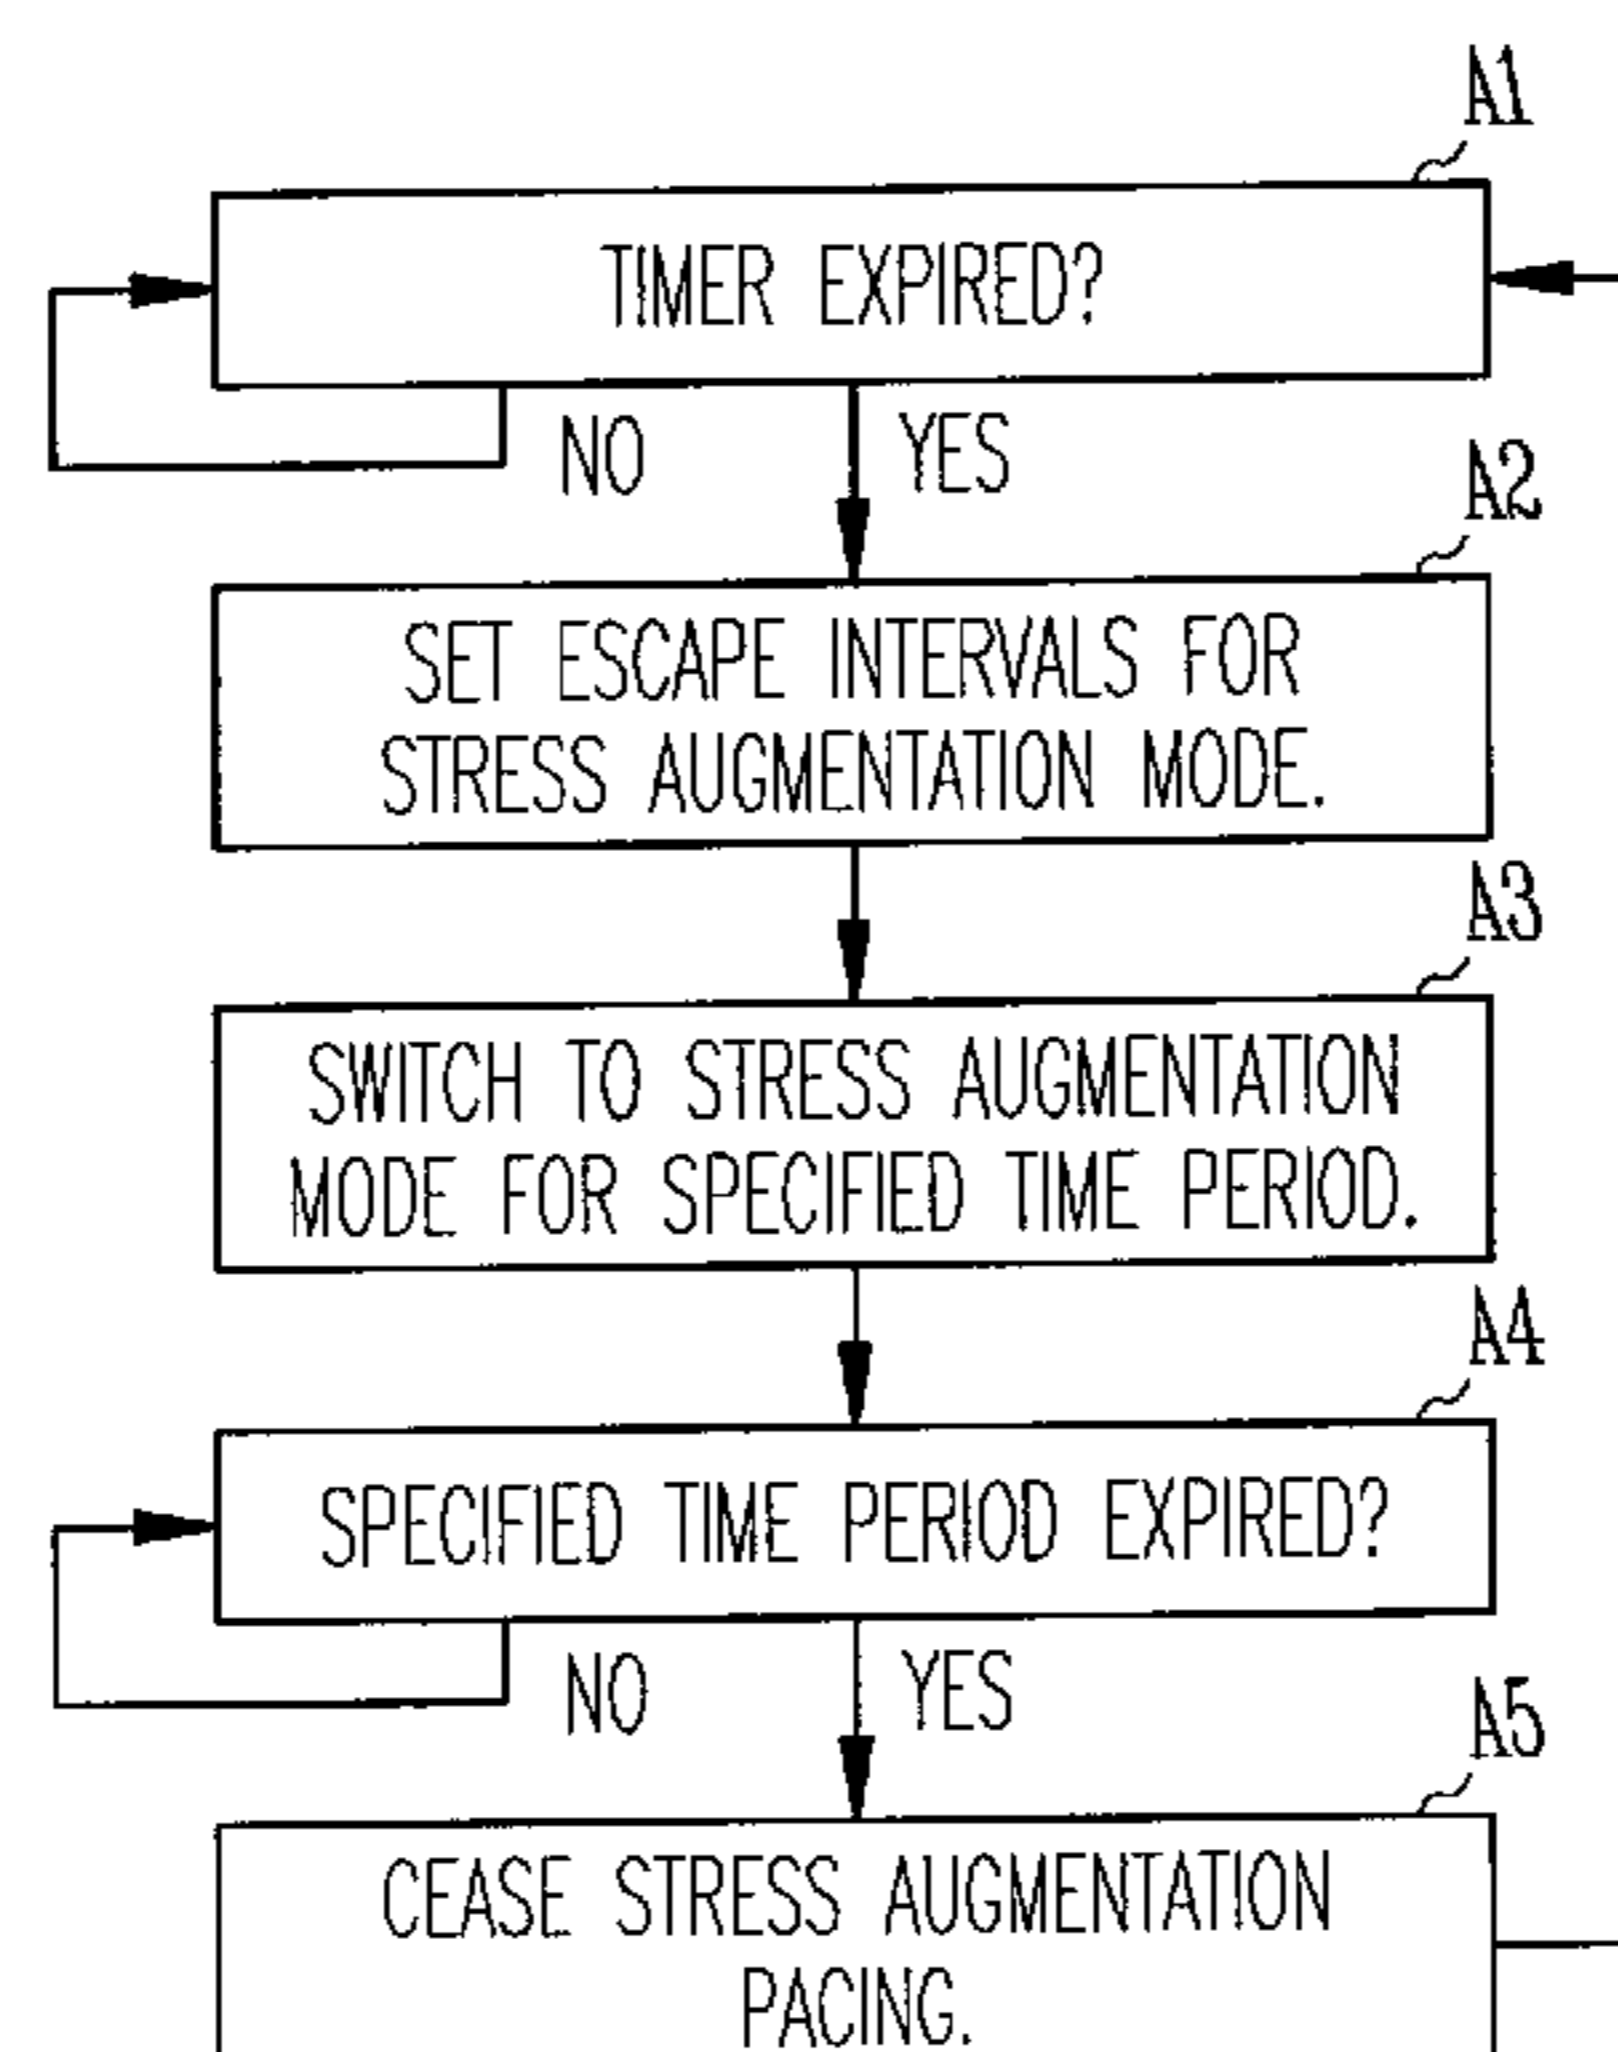 A1
TIMER EXPIRED?
NO
YES
A2
SET ESCAPE INTERVALS FOR
STRESS AUGMENTATION MODE.
A3
SWITCH TO STRESS AUGMENTATION
MODE FOR SPECIFIED TIME PERIOD.
A4
SPECIFIED TIME PERIOD EXPIRED?
NO
YES
A5
CEASE STRESS AUGMENTATION
PACING.